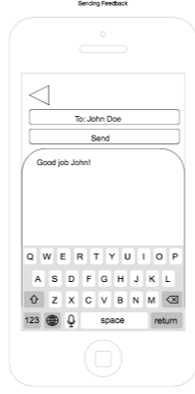 Sending Feedback
To: John Doe
Send
Good job John!
Q W E R T Y U I O P
A S D F G H J K L
Z X C V B N M
123 space return